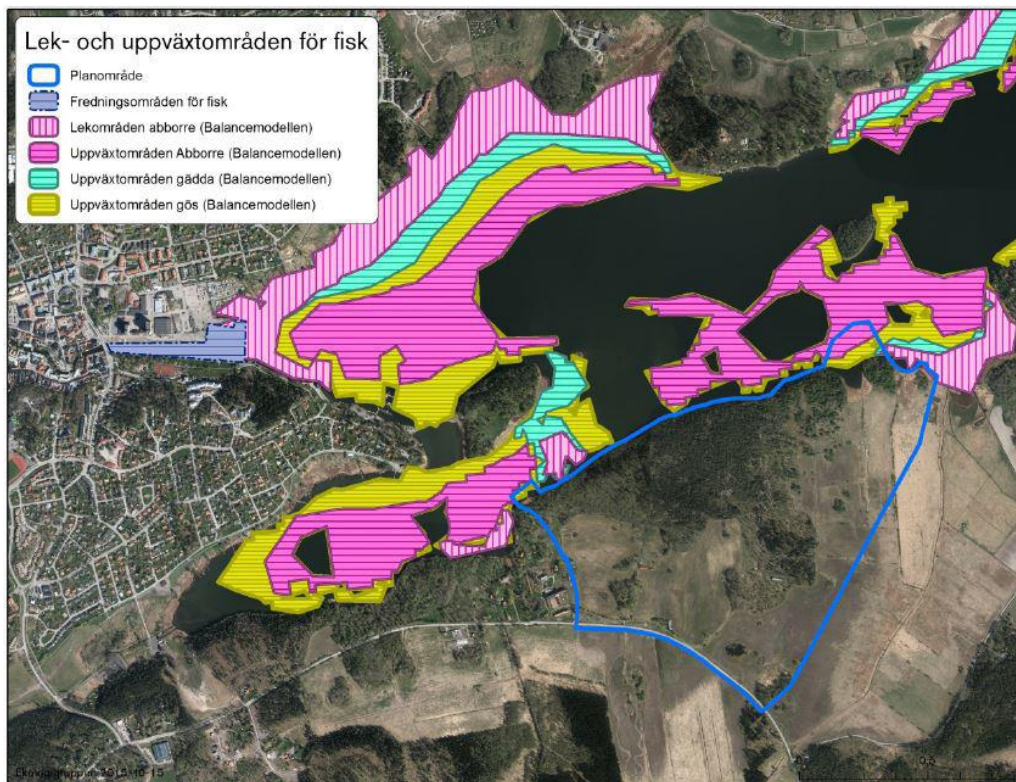 Lek- och uppväxtområden för fisk
Planområde
Fredningsområden för fisk
Lekområden abborre (Balancemodellen)
Uppväxtområden Abborre (Balancemodellen)
Uppväxtområden gädda (Balancemodellen)
Uppväxtområden gös (Balancemodellen)